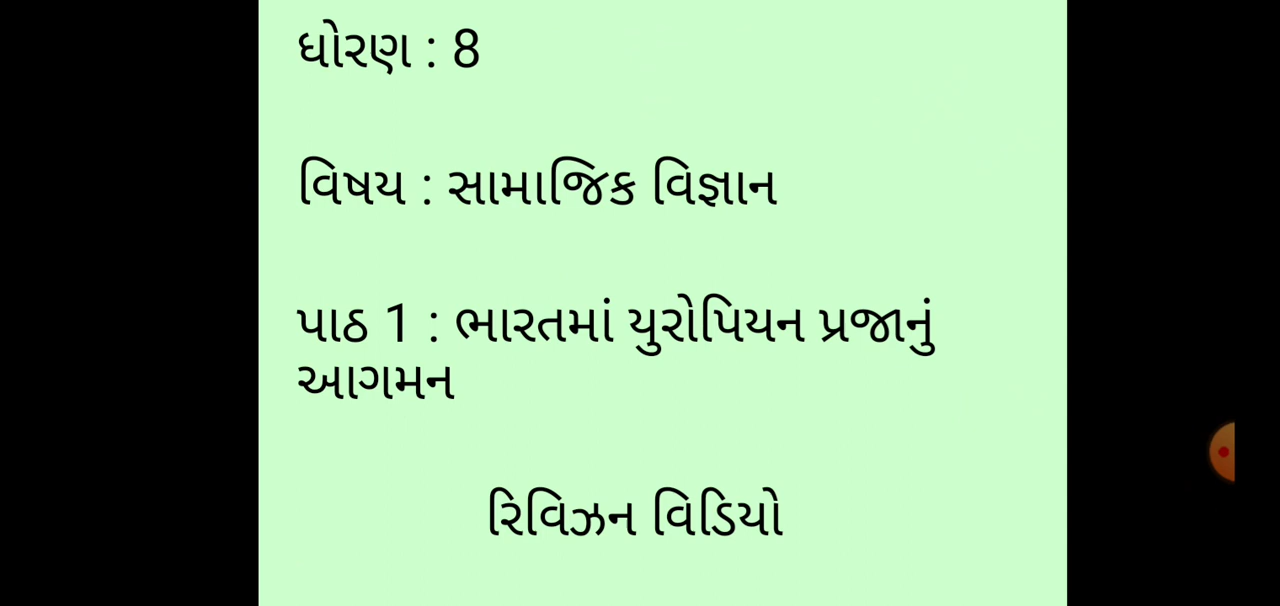 ધોરણ : 8
વિષય : સામાજિક વિજ્ઞાન
પાઠ 1 : ભારતમાં યુરોપિયન પ્રજાનું
આગમન
રિવિઝન વિડિયો